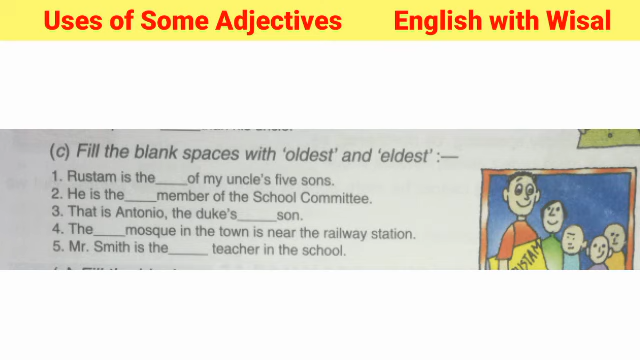 Uses of Some Adjectives English with Wisal
(c) Fill the blank spaces with 'oldest' and 'eldest' :—
1. Rustam is the____of my uncle's five sons.
2. He is the____member of the School Committee.
3. That is Antonio, the duke's_____son.
4. The____mosque in the town is near the railway station.
5. Mr. Smith is the_____ teacher in the school.